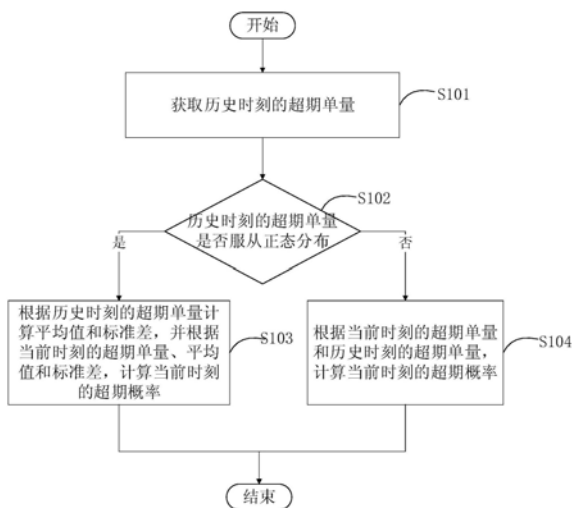 开始
获取历史时刻的超期单量
S101
历史时刻的超期单量
是否服从正态分布
S102
是
否
根据历史时刻的超期单量计
算平均值和标准差，并根据
当前时刻的超期单量、平均
值和标准差，计算当前时刻
的超期概率
S103
根据当前时刻的超期单量
和历史时刻的超期单量，
计算当前时刻的超期概率
S104
结束